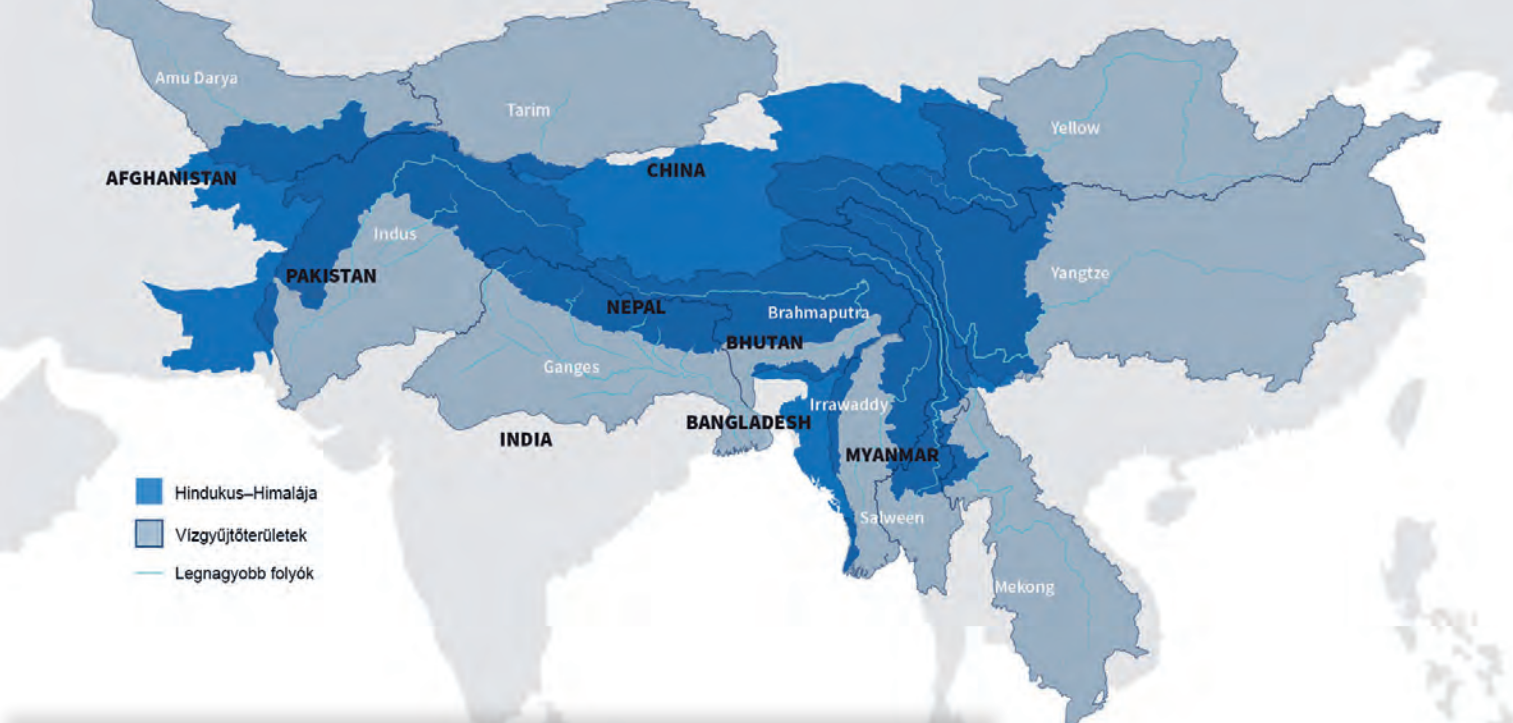 Amu Darya
Tarim
Yellow
CHINA
AFGHANISTAN
Indus
PAKISTAN
Yangtze
NEPAL
Brahmaputra
BHUTAN
Ganges
Irrawaddy
BANGLADESH
INDIA
MYANMAR
Salween
Mekong
Hindukus–Himalája
Vízgyűjtőterületek
Legnagyobb folyók